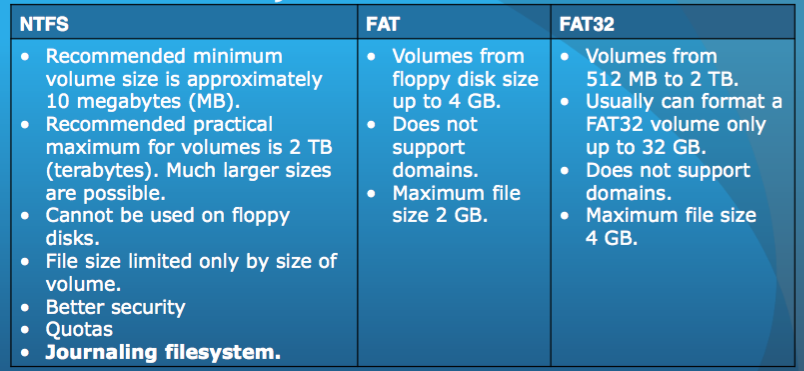 NTFS
• Recommended minimum
volume size is approximately
10 megabytes (MB).
• Recommended practical
maximum for volumes is 2 TB
(terabytes). Much larger sizes
are possible.
• Cannot be used on floppy
disks.
• File size limited only by size of
volume.
• Better security
• Quotas
• Journaling filesystem.
FAT
• Volumes from
floppy disk size
up to 4 GB.
• Does not
support
domains.
• Maximum file
size 2 GB.
FAT32
• Volumes from
512 MB to 2 TB.
• Usually can format a
FAT32 volume only
up to 32 GB.
• Does not support
domains.
• Maximum file size
4 GB.